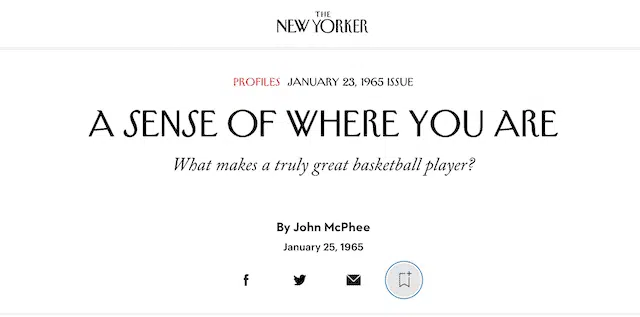 THE
NEW YORKER
PROFILES JANUARY 23, 1965 ISSUE
A SENSE OF WHERE YOU ARE
What makes a truly great basketball player?
By John McPhee
January 25, 1965